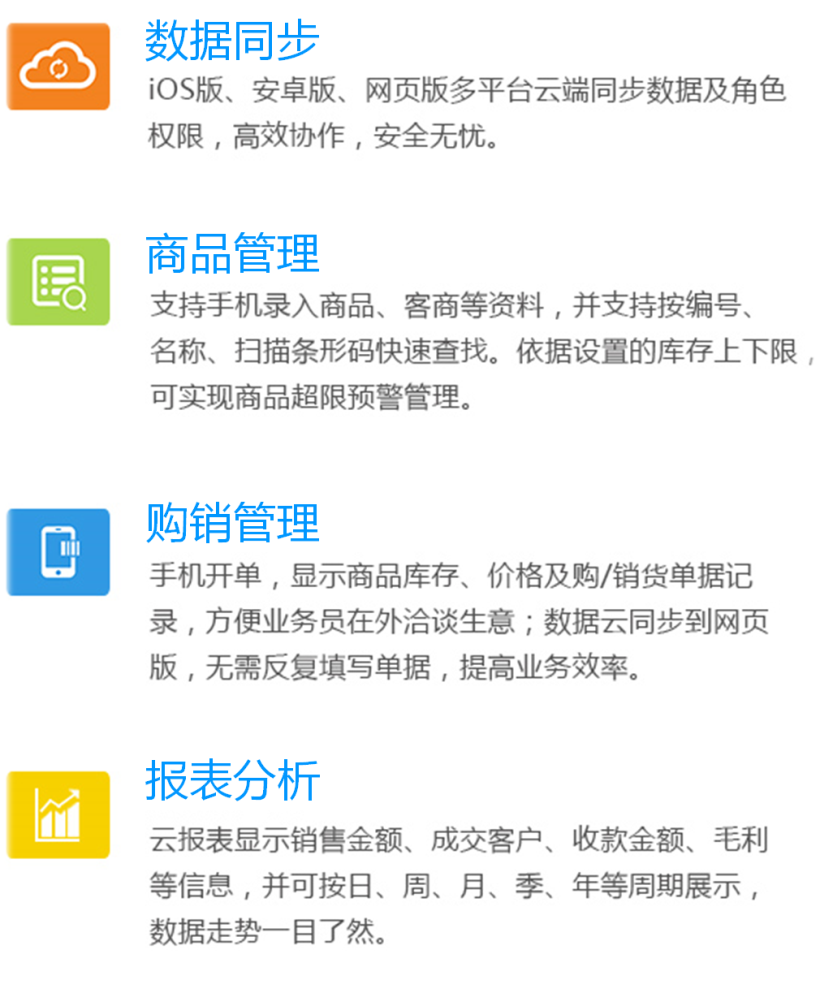 数据同步
iOS版、安卓版、网页版多平台云端同步数据及角色
权限，高效协作，安全无忧。
商品管理
支持手机录入商品、客商等资料，并支持按编号、
名称、扫描条形码快速查找。依据设置的库存上下限，
可实现商品超限预警管理。
购销管理
手机开单，显示商品库存、价格及购/销货单据记
录，方便业务员在外洽谈生意；数据云同步到网页
版，无需反复填写单据，提高业务效率。
报表分析
云报表显示销售金额、成交客户、收款金额、毛利
等信息，并可按日、周、月、季、年等周期展示，
数据走势一目了然。